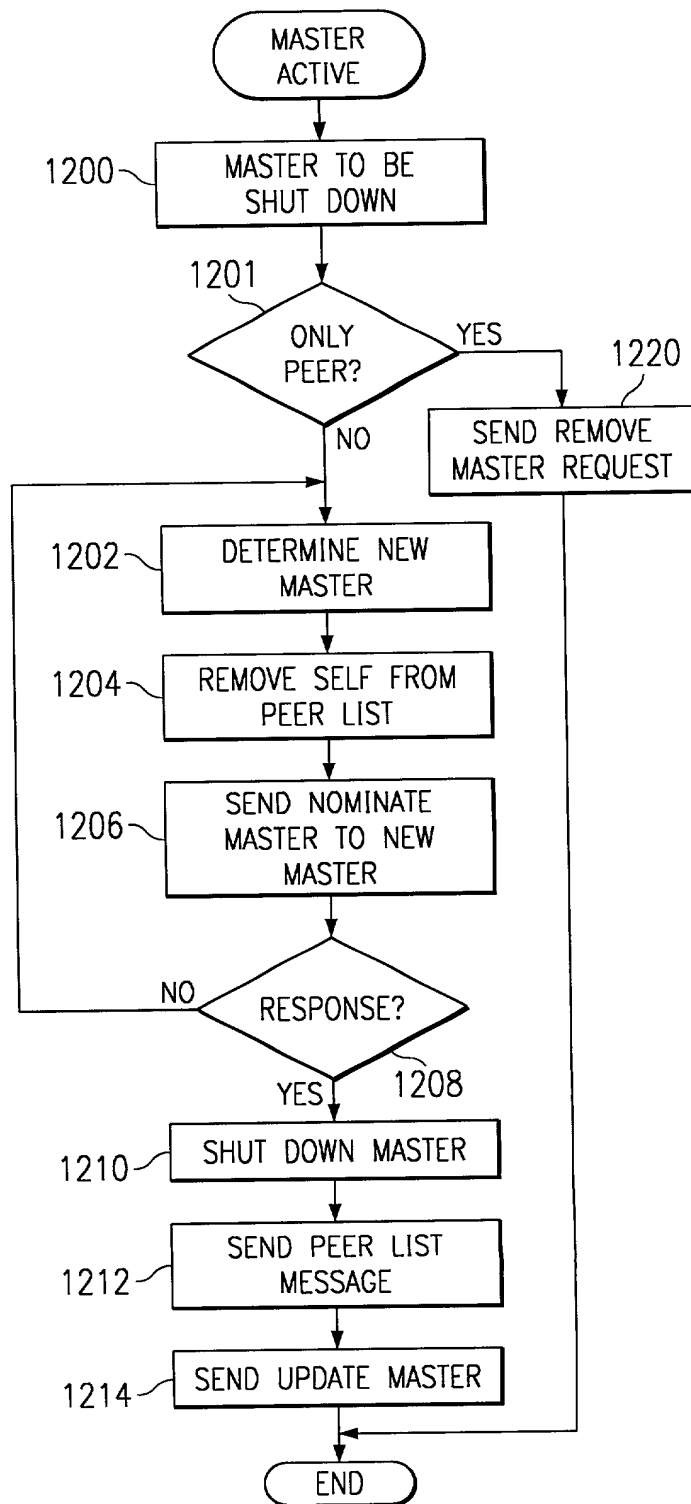 MASTER
ACTIVE
1200
MASTER TO BE
SHUT DOWN
1201
ONLY
PEER?
YES
NO
1220
SEND REMOVE
MASTER REQUEST
1202
DETERMINE NEW
MASTER
1204
REMOVE SELF FROM
PEER LIST
1206
SEND NOMINATE
MASTER TO NEW
MASTER
NO
RESPONSE?
1208
YES
1210
SHUT DOWN MASTER
1212
SEND PEER LIST
MESSAGE
1214
SEND UPDATE MASTER
END